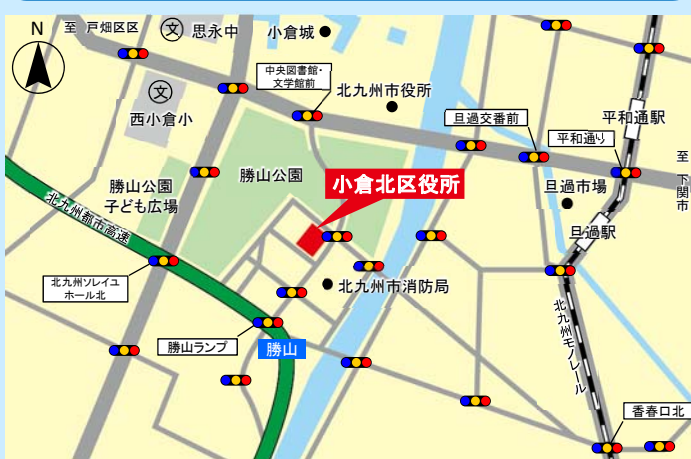 至 戸畑区区
文
思永中
小倉城
N
中央図書館・
文学館前
文
北九州市役所
西小倉小
旦過交番前
平和通駅
平和通り
至
下関市
勝山公園
勝山公園
子ども広場
小倉北区役所
旦過市場
北九州都市高速
旦過駅
北九州ソレイユ
ホール北
北九州市消防局
勝山ランプ
勝山
北九州モノレール
香春口北